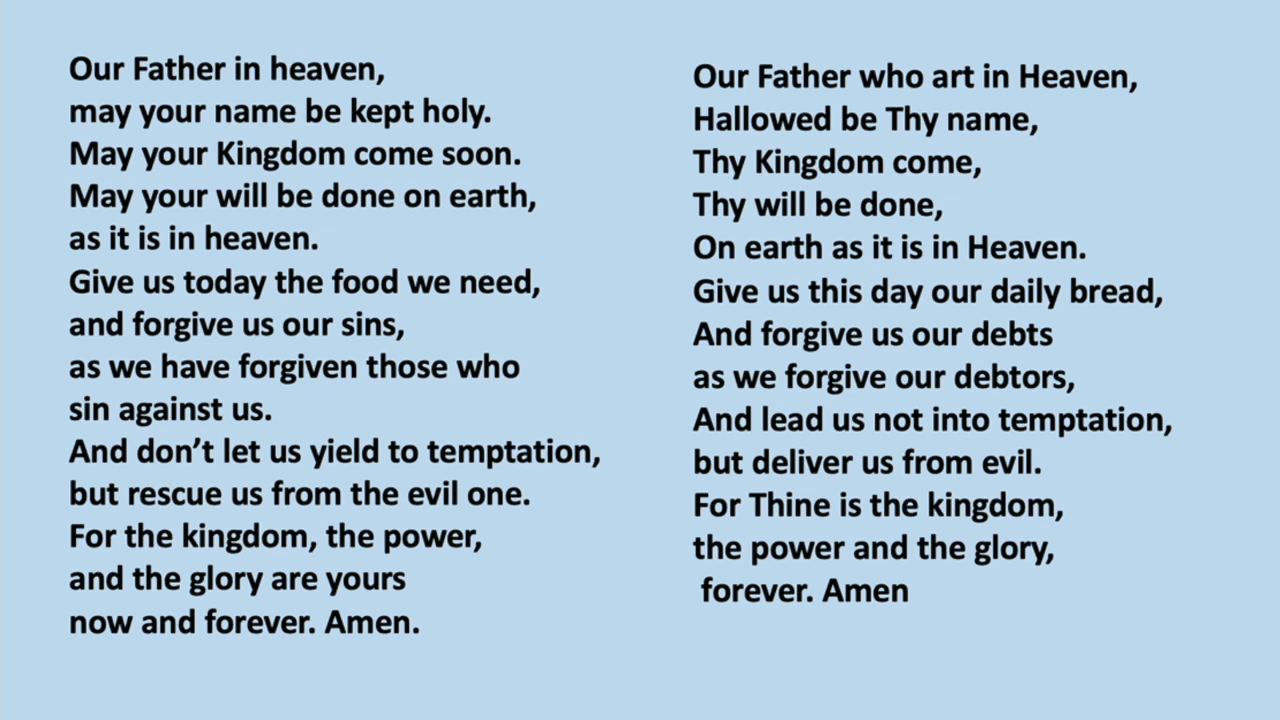 Our Father in heaven,
may your name be kept holy.
May your Kingdom come soon.
May your will be done on earth,
as it is in heaven.
Give us today the food we need,
and forgive us our sins,
as we have forgiven those who
sin against us.
And don’t let us yield to temptation,
but rescue us from the evil one.
For the kingdom, the power,
and the glory are yours
now and forever. Amen.
Our Father who art in Heaven,
Hallowed be Thy name,
Thy Kingdom come,
Thy will be done,
On earth as it is in Heaven.
Give us this day our daily bread,
And forgive us our debts
as we forgive our debtors,
And lead us not into temptation,
but deliver us from evil.
For Thine is the kingdom,
the power and the glory,
forever. Amen